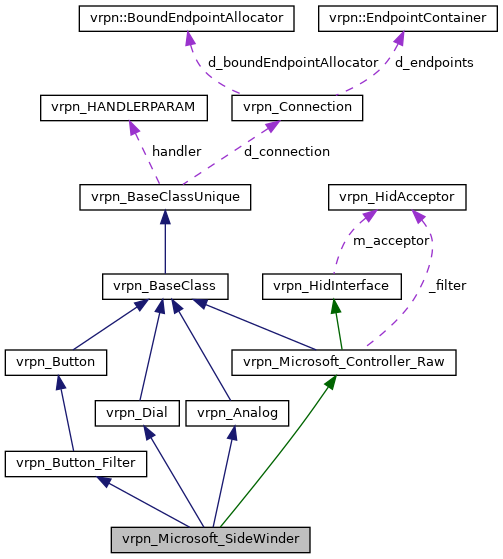 vrpn::BoundEndpointAllocator
vrpn::EndpointContainer
d_boundEndpointAllocator
d_endpoints
vrpn_HANDLERPARAM
vrpn_Connection
handler
d_connection
vrpn_BaseClassUnique
vrpn_HidAcceptor
m_acceptor
vrpn_BaseClass
vrpn_HidInterface
_filter
vrpn_Button
vrpn_Microsoft_Controller_Raw
vrpn_Dial
vrpn_Analog
vrpn_Button_Filter
vrpn_Microsoft_SideWinder